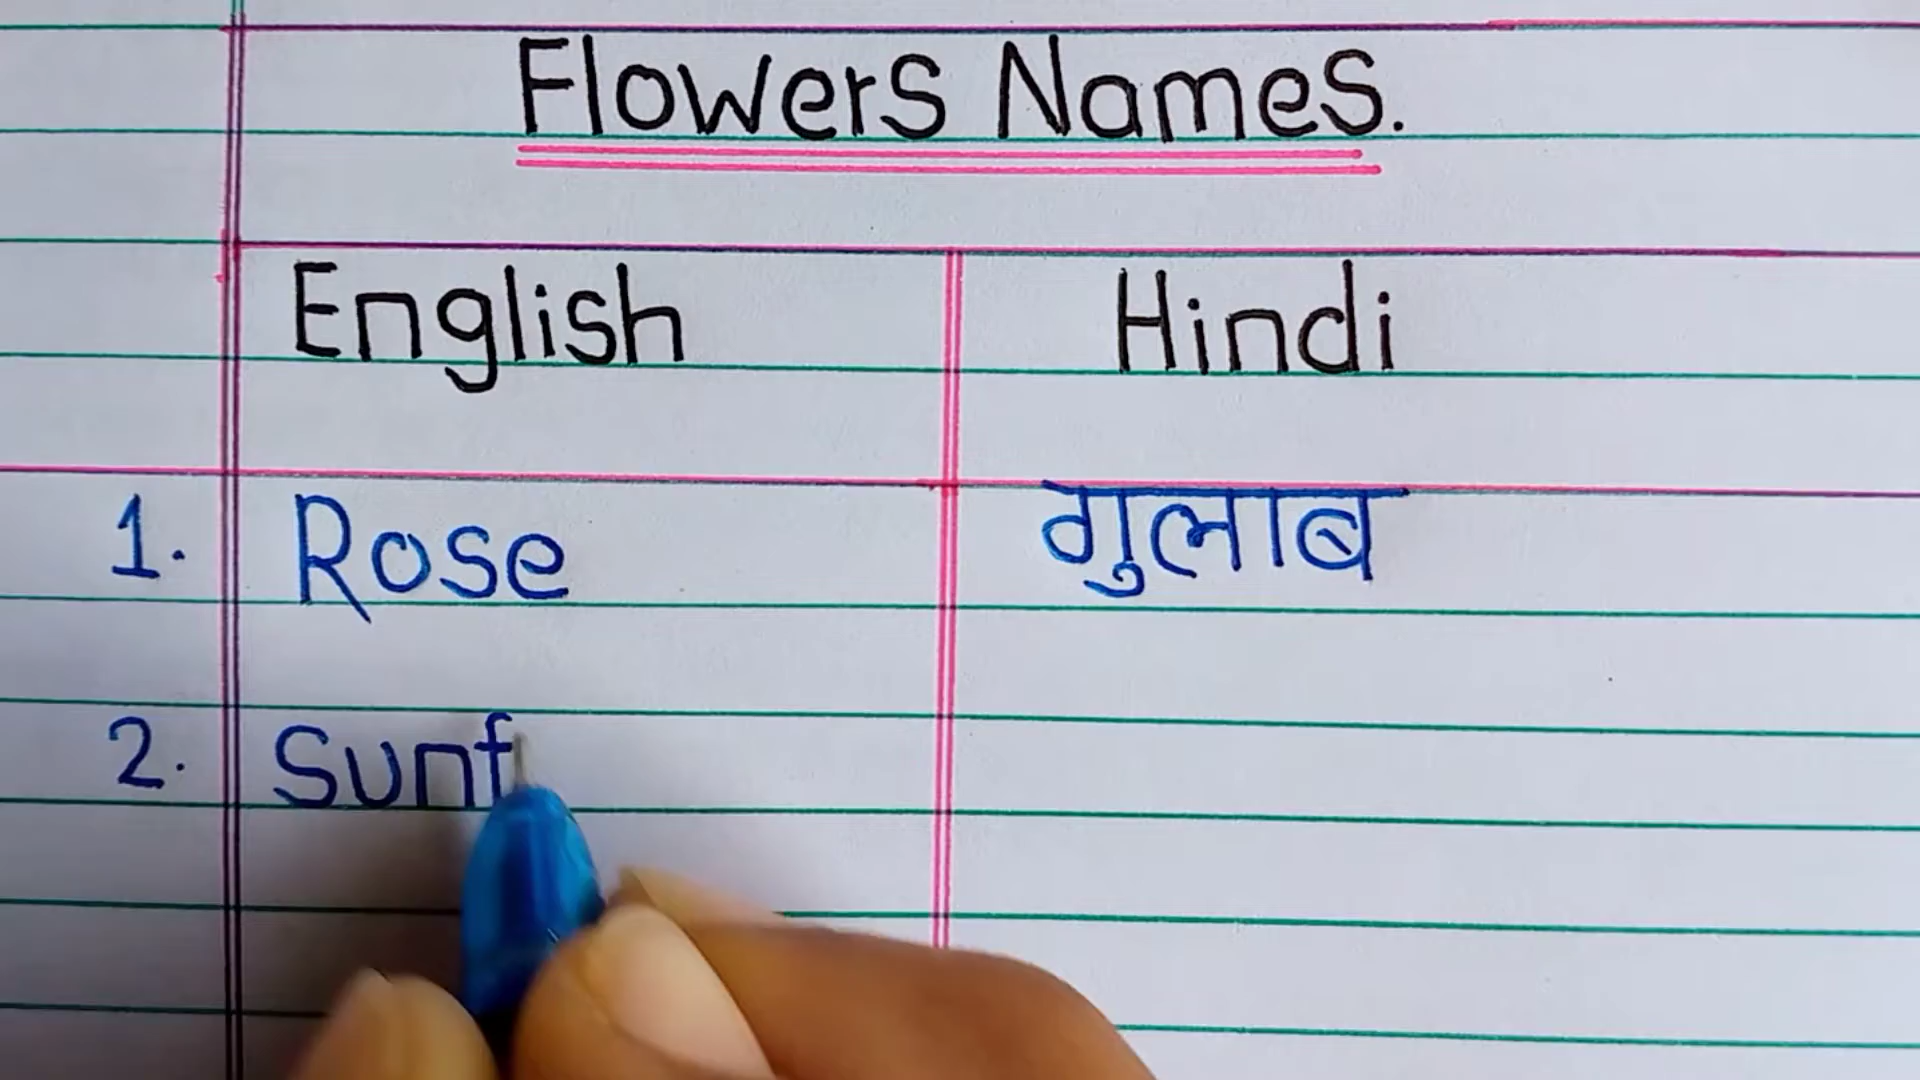 Flowers Names.
English Hindi
1. Rose गुलाब
2. Sunf